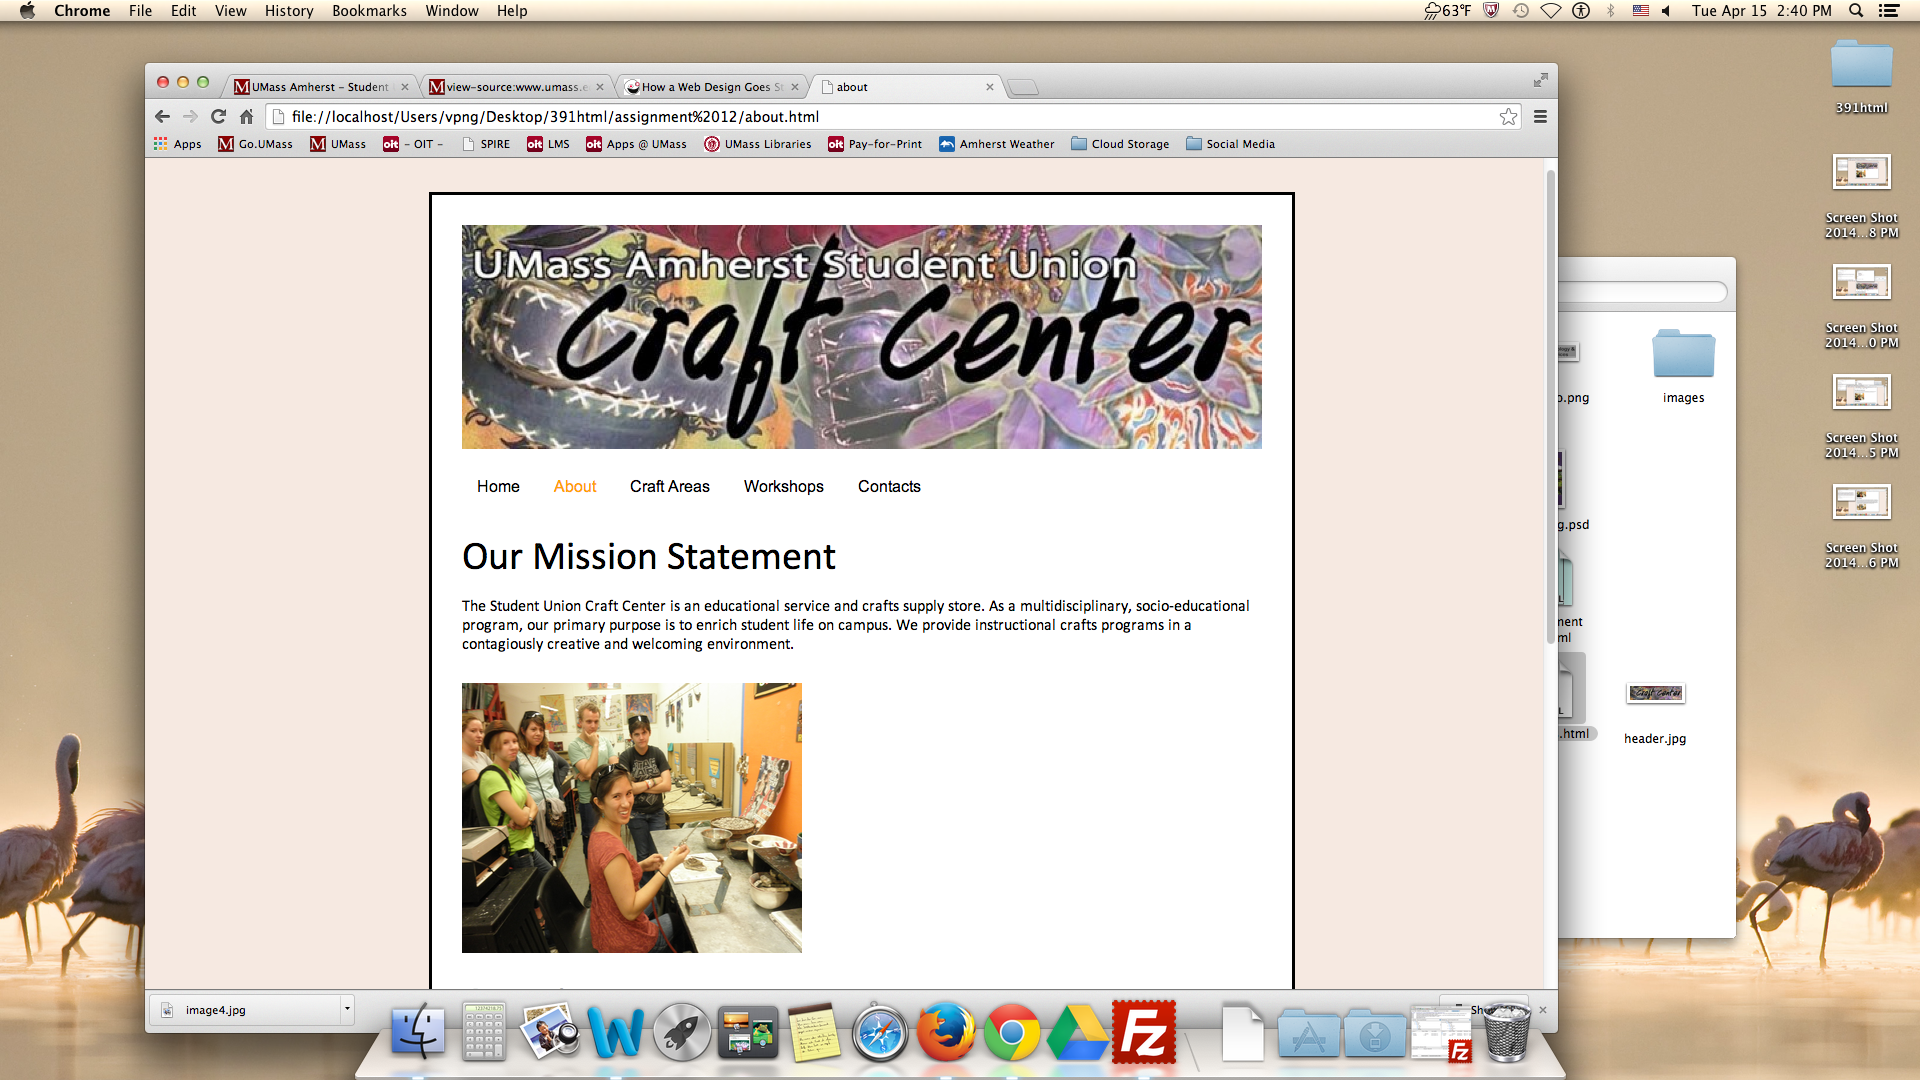 Chrome File Edit View History Bookmarks Window Help 63°F Tue Apr 15 2:40 PM
UMass Amherst – Student view-source:www.umass.e How a Web Design Goes St about
file://localhost/Users/vpng/Desktop/391html/assignment%2012/about.html
Apps Go.UMass UMass - OIT - SPIRE LMS Apps @ UMass UMass Libraries Pay-for-Print Amherst Weather Cloud Storage Social Media
UMass Amherst Student Union
Craft Center
Home About Craft Areas Workshops Contacts
Our Mission Statement
The Student Union Craft Center is an educational service and crafts supply store. As a multidisciplinary, socio-educational
program, our primary purpose is to enrich student life on campus. We provide instructional crafts programs in a
contagiously creative and welcoming environment.
image4.jpg
Sh
391html
Screen Shot
2014...8 PM
Screen Shot
2014...0 PM
Screen Shot
2014...5 PM
Screen Shot
2014...6 PM
o.png
images
g.psd
ment
ml
.html
header.jpg
Craft Center